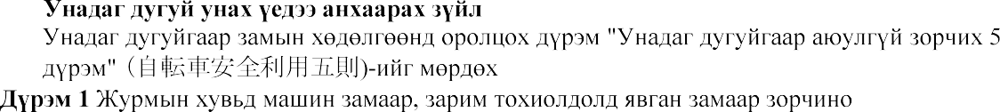 Унадаг дугуй унах үедээ анхаарах зүйл
Унадаг дугуйгаар замын хөдөлгөөнд оролцох дүрэм "Унадаг дугуйгаар аюулгүй зорчих 5
дүрэм" (自転車安全利用五則)-ийг мөрдөх
Дүрэм 1 Журмын хувьд машин замаар, зарим тохиолдолд явган замаар зорчино